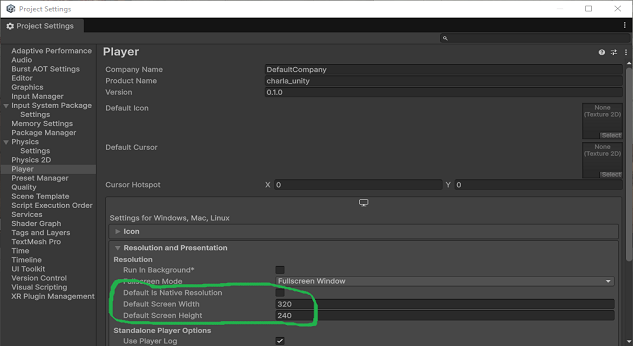 Project Settings
Project Settings
Adaptive Performance
Audio
Burst AOT Settings
Editor
Graphics
Input Manager
Input System Package
Settings
Memory Settings
Package Manager
Physics
Settings
Physics 2D
Player
Preset Manager
Quality
Scene Template
Script Execution Order
Services
Shader Graph
Tags and Layers
TextMesh Pro
Time
Timeline
UI Toolkit
Version Control
Visual Scripting
XR Plugin Management
Player
Company Name DefaultCompany
Product Name charla_unity
Version 0.1.0
Default Icon
None
(Texture 2D)
Select
Default Cursor
None
(Texture 2D)
Select
Cursor Hotspot X 0 Y 0
Settings for Windows, Mac, Linux
Icon
Resolution and Presentation
Resolution
Run In Background*
Fullscreen Mode Fullscreen Window
Default Is Native Resolution
Default Screen Width 320
Default Screen Height 240
Standalone Player Options
Use Player Log